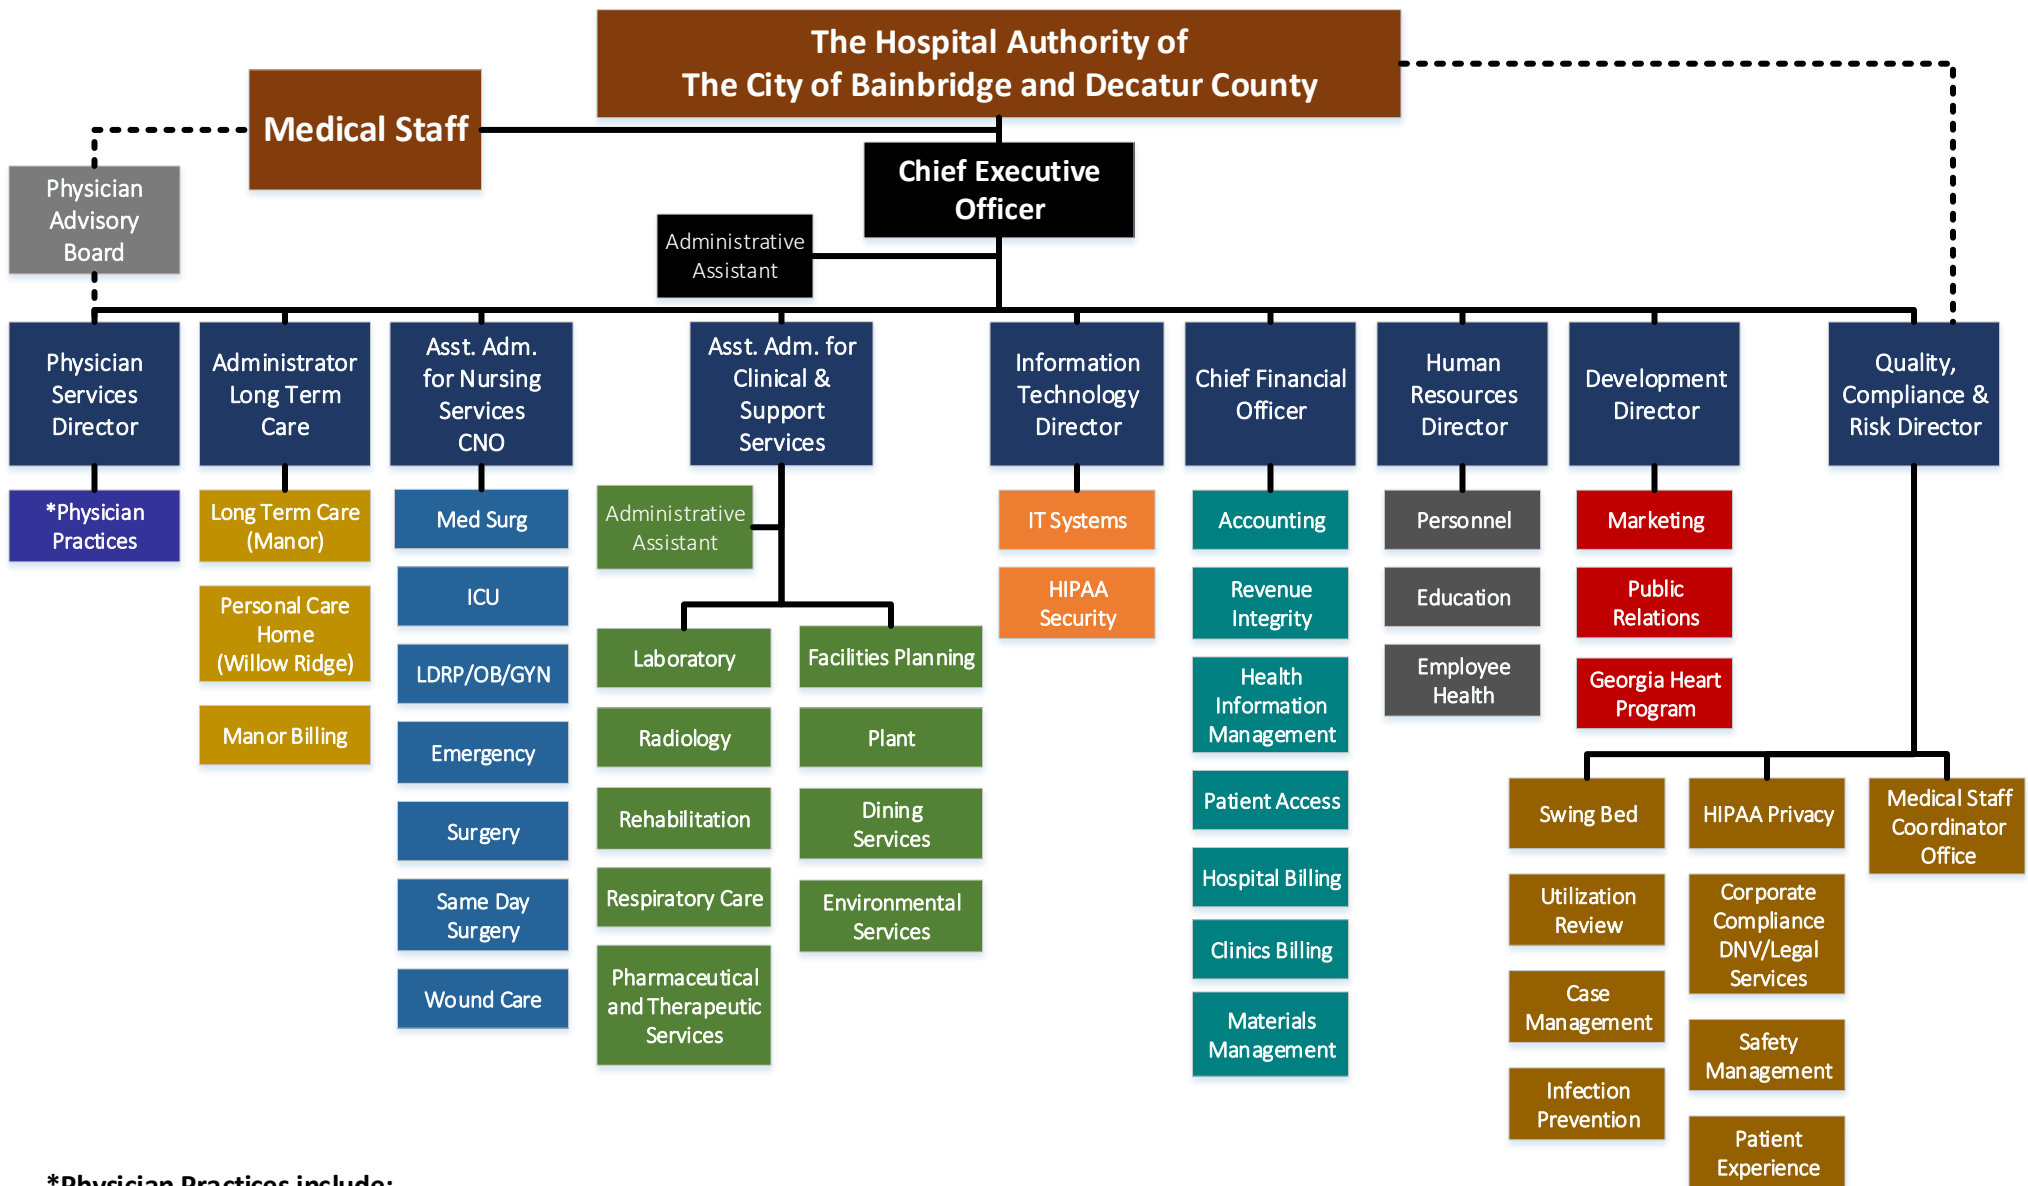 The Hospital Authority of
The City of Bainbridge and Decatur County
Medical Staff
Chief Executive
Officer
Physician
Advisory
Board
Administrative
Assistant
Physician
Services
Director
Administrator
Long Term
Care
Asst. Adm.
for Nursing
Services
CNO
Asst. Adm. for
Clinical &
Support
Services
Information
Technology
Director
Chief Financial
Officer
Human
Resources
Director
Development
Director
Quality,
Compliance &
Risk Director
*Physician
Practices
Long Term Care
(Manor)
Personal Care
Home
(Willow Ridge)
Manor Billing
Med Surg
ICU
LDRP/OB/GYN
Emergency
Surgery
Same Day
Surgery
Wound Care
Administrative
Assistant
Laboratory
Radiology
Rehabilitation
Respiratory Care
Pharmaceutical
and Therapeutic
Services
Facilities Planning
Plant
Dining
Services
Environmental
Services
IT Systems
HIPAA
Security
Accounting
Revenue
Integrity
Health
Information
Management
Patient Access
Hospital Billing
Clinics Billing
Materials
Management
Personnel
Education
Employee
Health
Marketing
Public
Relations
Georgia Heart
Program
Swing Bed
Utilization
Review
Case
Management
Infection
Prevention
HIPAA Privacy
Corporate
Compliance
DNV/Legal
Services
Safety
Management
Patient
Experience
Medical Staff
Coordinator
Office
*Physician Practices include: